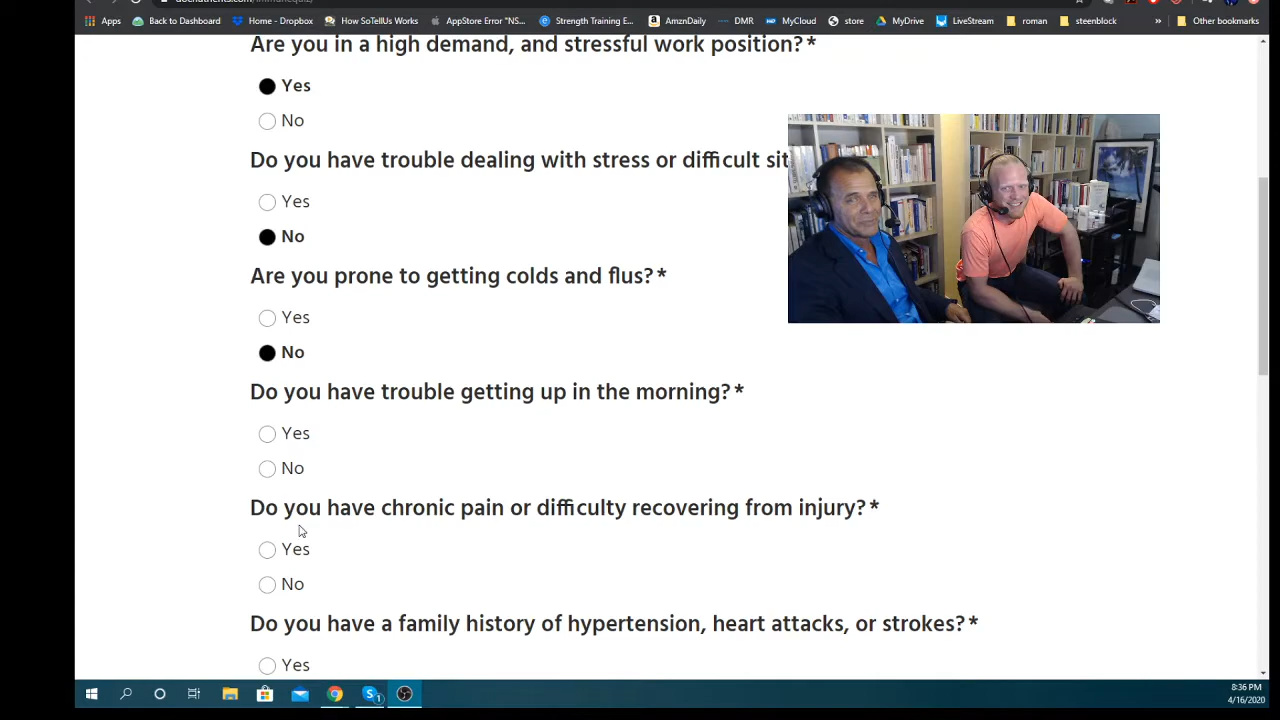 Apps Back to Dashboard Home - Dropbox How SoTellUs Works AppStore Error "NS... Strength Training E... AmznDaily DMR MyCloud store MyDrive LiveStream roman steenblock » Other bookmarks
Are you in a high demand, and stressful work position?*
Yes
No
Do you have trouble dealing with stress or difficult sit
Yes
No
Are you prone to getting colds and flus?*
Yes
No
Do you have trouble getting up in the morning?*
Yes
No
Do you have chronic pain or difficulty recovering from injury?*
Yes
No
Do you have a family history of hypertension, heart attacks, or strokes?*
Yes
8:36 PM
4/16/2020